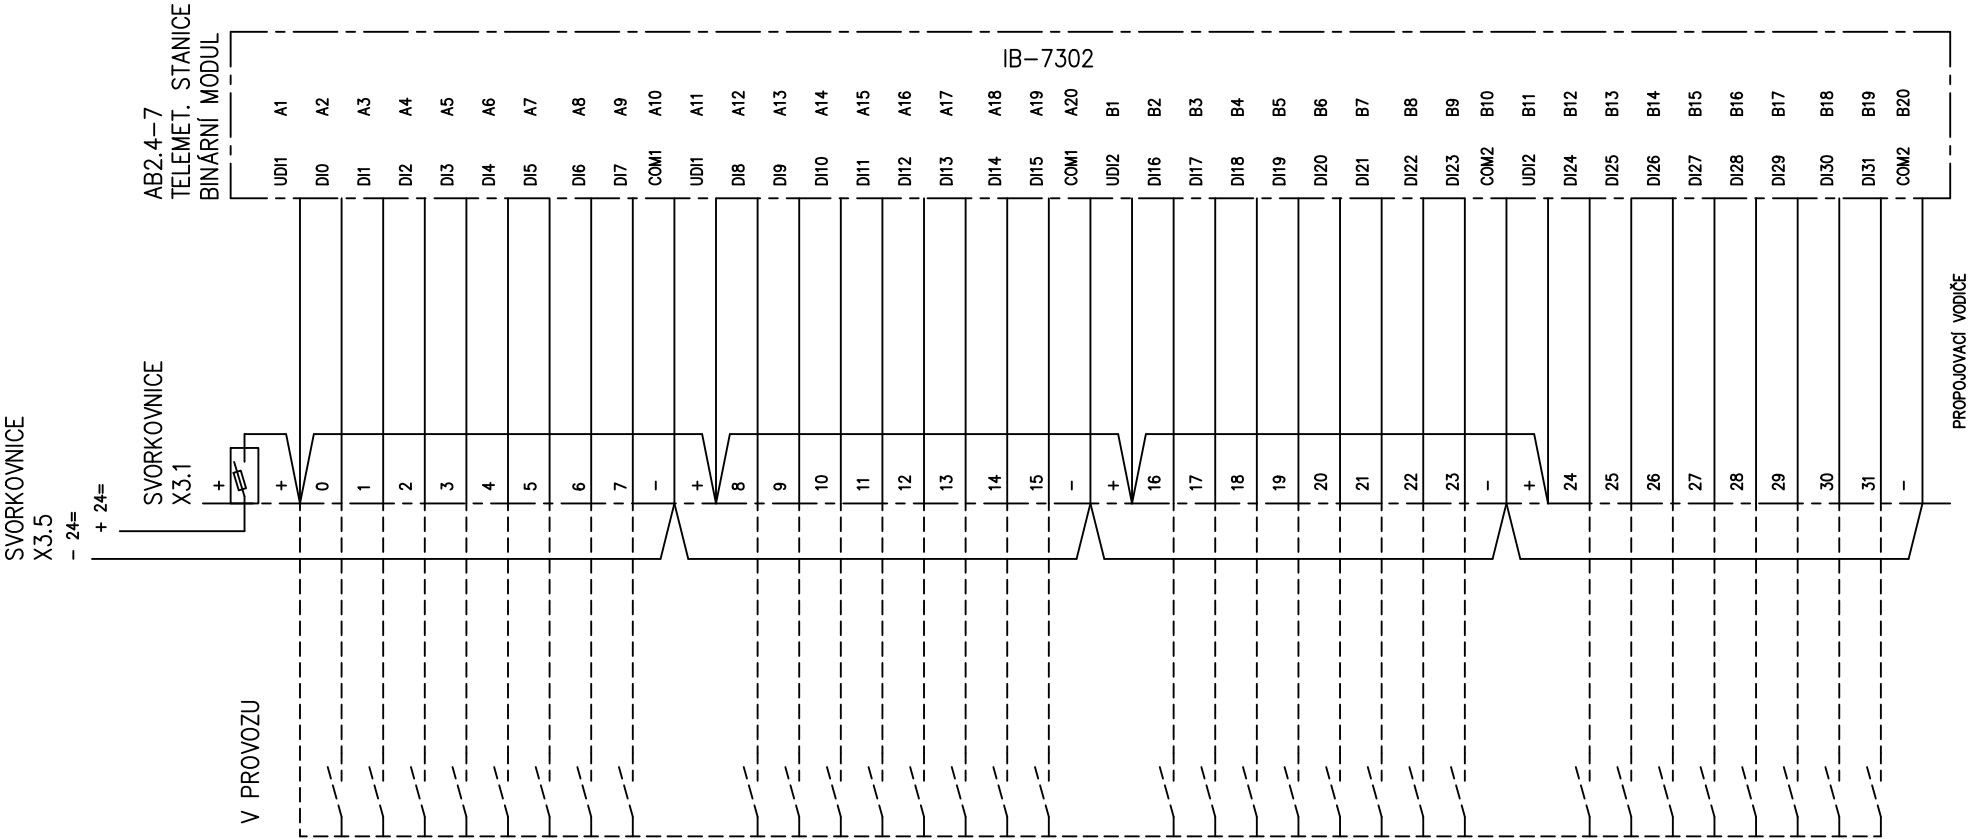 AB2.4-7
TELEMET. STANICE
BINÁRNÍ MODUL
IB-7302
A1 A2 A3 A4 A5 A6 A7 A8 A9 A10 A11 A12 A13 A14 A15 A16 A17 A18 A19 A20 B1 B2 B3 B4 B5 B6 B7 B8 B9 B10 B11 B12 B13 B14 B15 B16 B17 B18 B19 B20
UDI1 DI0 DI1 DI2 DI3 DI4 DI5 DI6 DI7 COM1 UDI1 DI8 DI9 DI10 DI11 DI12 DI13 DI14 DI15 COM1 UDI2 DI16 DI17 DI18 DI19 DI20 DI21 DI22 DI23 COM2 UDI2 DI24 DI25 DI26 DI27 DI28 DI29 DI30 DI31 COM2
PROPOJOVACÍ VODIČE
SVORKOVNICE
X3.1
+ + 0 1 2 3 4 5 6 7 - + 8 9 10 11 12 13 14 15 - + 16 17 18 19 20 21 22 23 - + 24 25 26 27 28 29 30 31 -
SVORKOVNICE
X3.5
- 24=
+ 24=
V PROVOZU